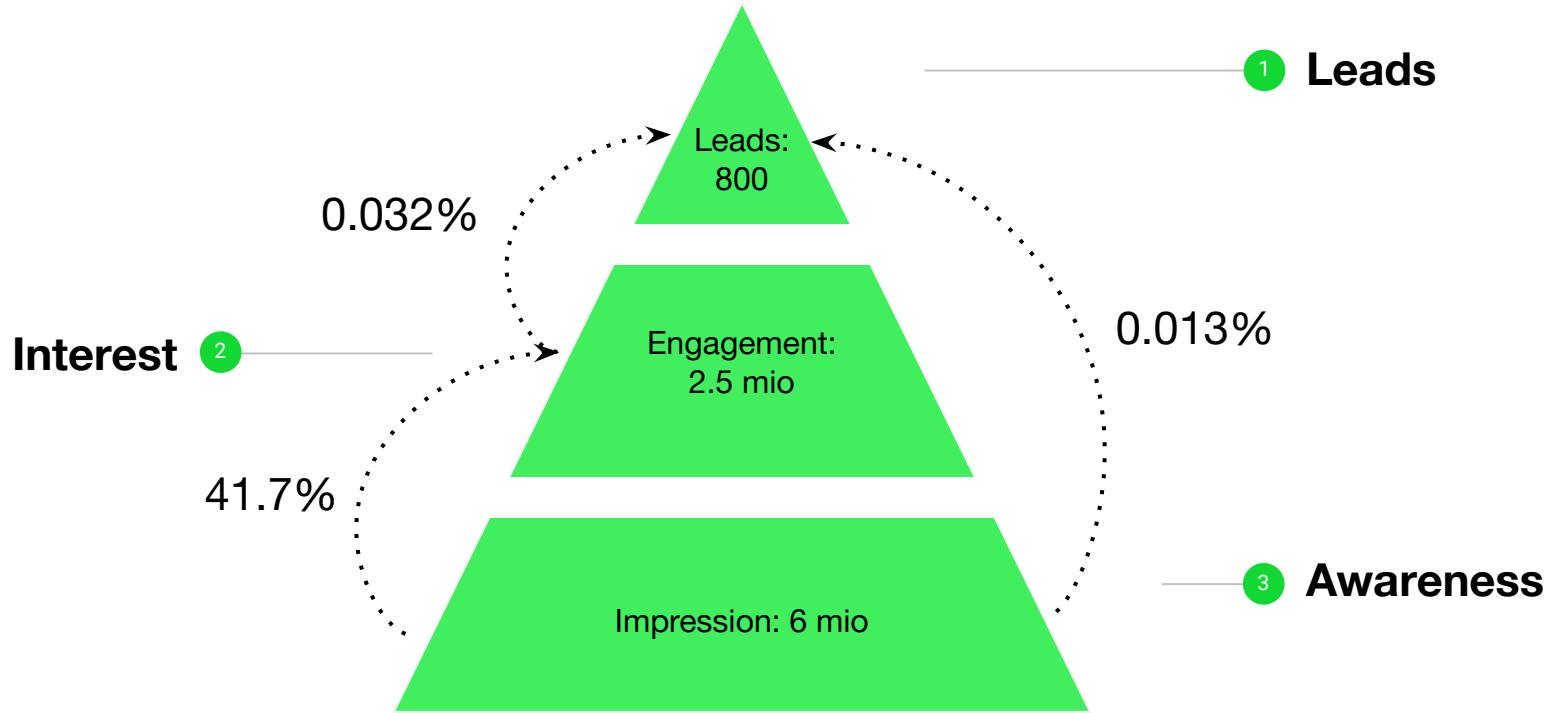 1
Leads
Leads:
800
0.032%
0.013%
Interest
2
Engagement:
2.5 mio
41.7%
3
Awareness
Impression: 6 mio